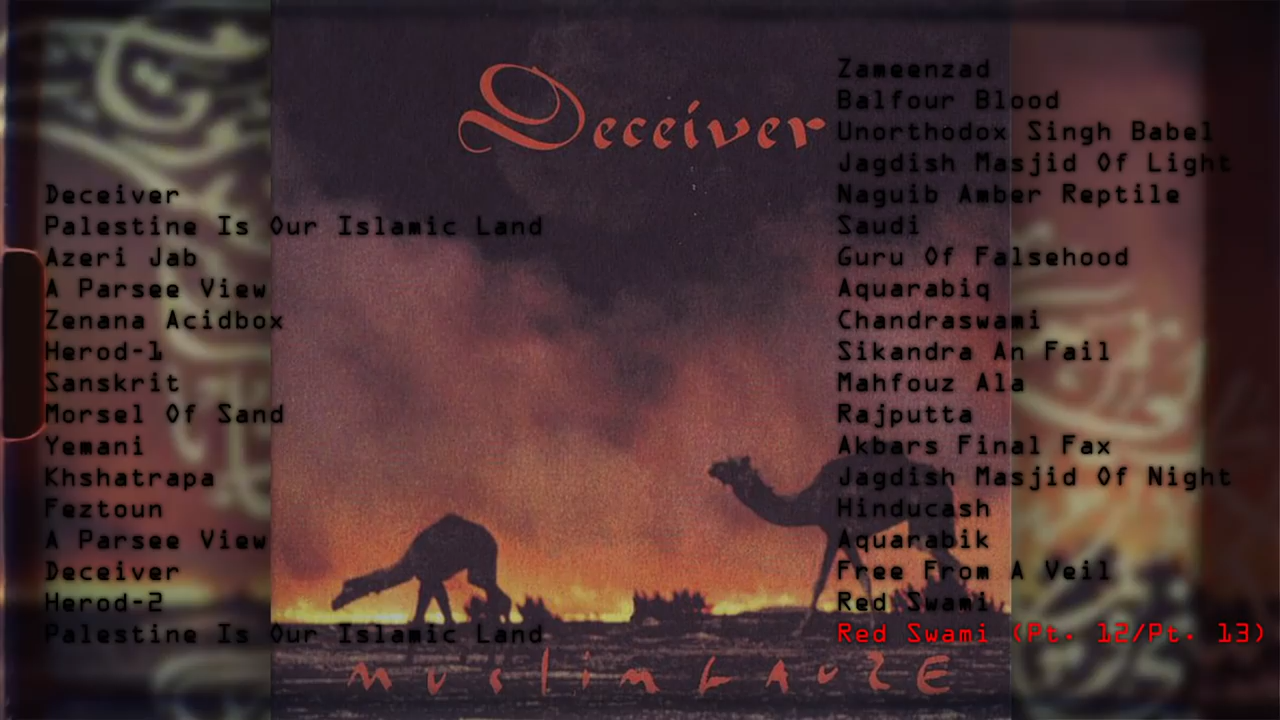 Deceiver
Deceiver
Palestine Is Our Islamic Land
Azeri Jab
A Parsee View
Zenana Acidbox
Herod-1
Sanskrit
Morsel Of Sand
Yemani
Khshatrapa
Feztoun
A Parsee View
Deceiver
Herod-2
Palestine Is Our Islamic Land
Zameenzad
Balfour Blood
Unorthodox Singh Babel
Jagdish Masjid Of Light
Naguib Amber Reptile
Saudi
Guru Of Falsehood
Aquarabiq
Chandraswami
Sikandra An Fail
Mahfouz Ala
Rajputta
Akbars Final Fax
Jagdish Masjid Of Night
Hinducash
Aquarabik
Free From A Veil
Red Swami
Red Swami (Pt. 12/Pt. 13)
muslimGAUZE